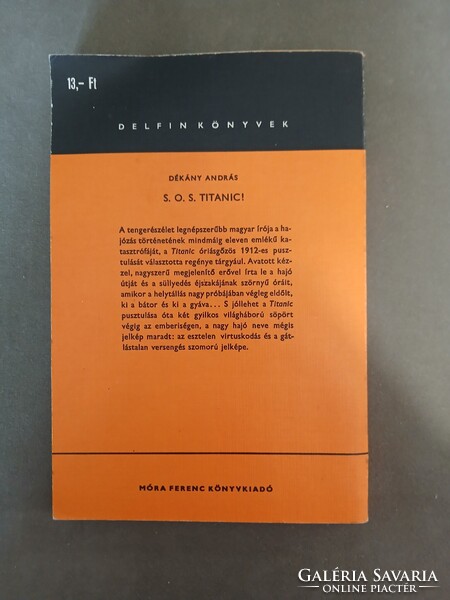 13,– Ft
DELFIN KÖNYVEK
DÉKÁNY ANDRÁS
S. O. S. TITANIC!
A tengerészélet legnépszerűbb magyar írója a ha-
józás történetének mindmáig eleven emlékű ka-
tasztrófáját, a Titanic óriásgőzös 1912-es pusz-
tulását választotta regénye tárgyául. Avatott kéz-
zel, nagyszerű megjelenítő erővel írta le a hajó
útját és a süllyedés éjszakájának szörnyű óráit,
amikor a helytállás nagy próbájában végleg eldőlt,
ki a bátor és ki a gyáva... S jóllehet a Titanic
pusztulása óta két gyilkos világháború söpört
végig az emberiségen, a nagy hajó neve mégis
jelkép maradt: az esztelen virtuskodás és a gát-
lástalan versengés szomorú jelképe.
MÓRA FERENC KÖNYVKIADÓ
GALÉRIA SAVARIA
ONLINE PIACTÉR